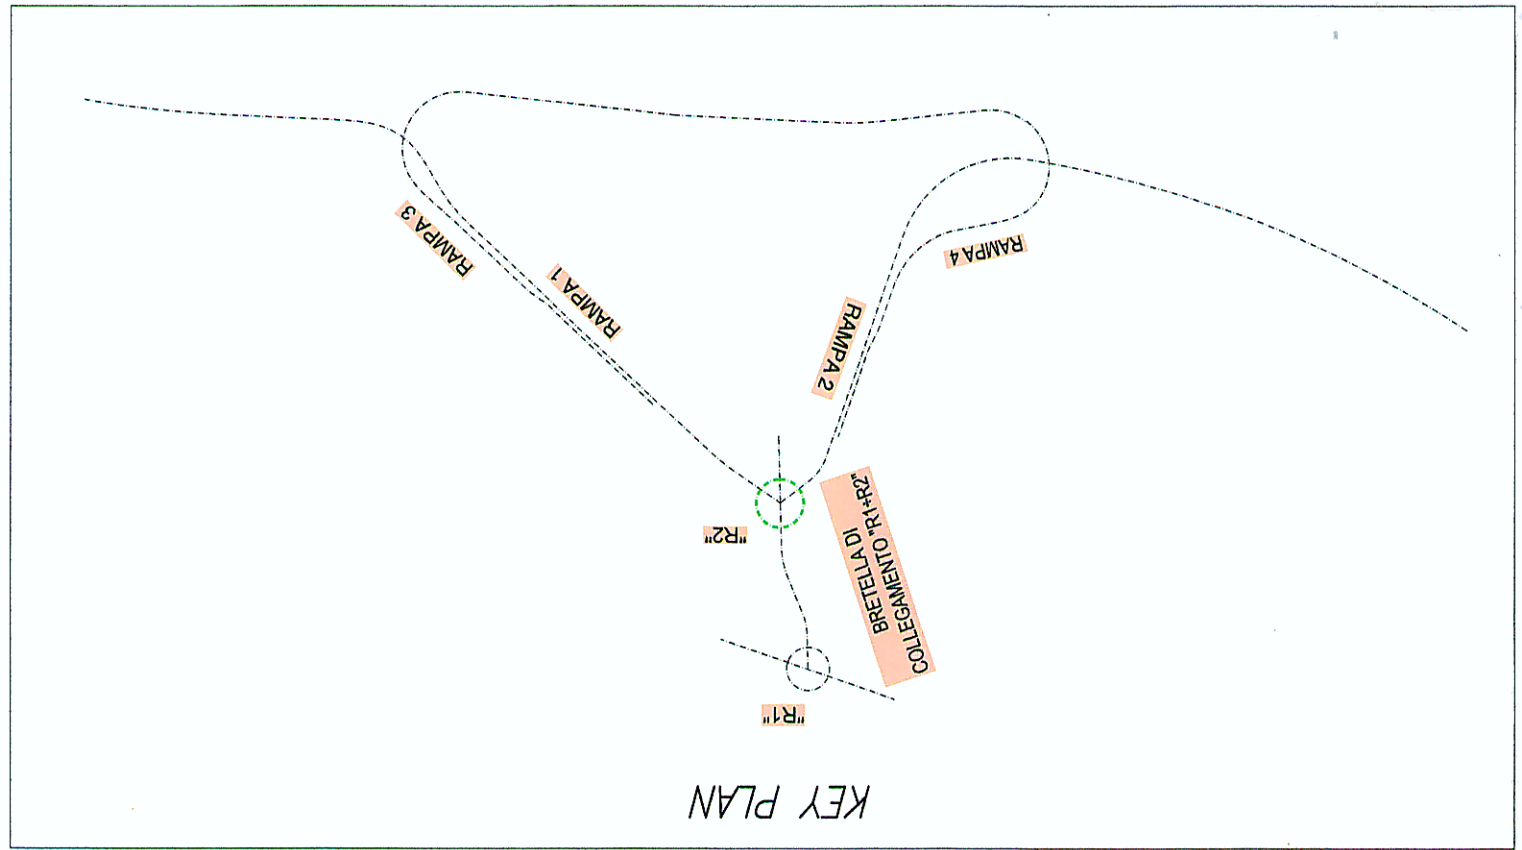 KEY PLAN
"R1"
BRETELLA DI
COLLEGAMENTO "R1÷R2"
"R2"
RAMPA 2
RAMPA 1
RAMPA 4
RAMPA 3